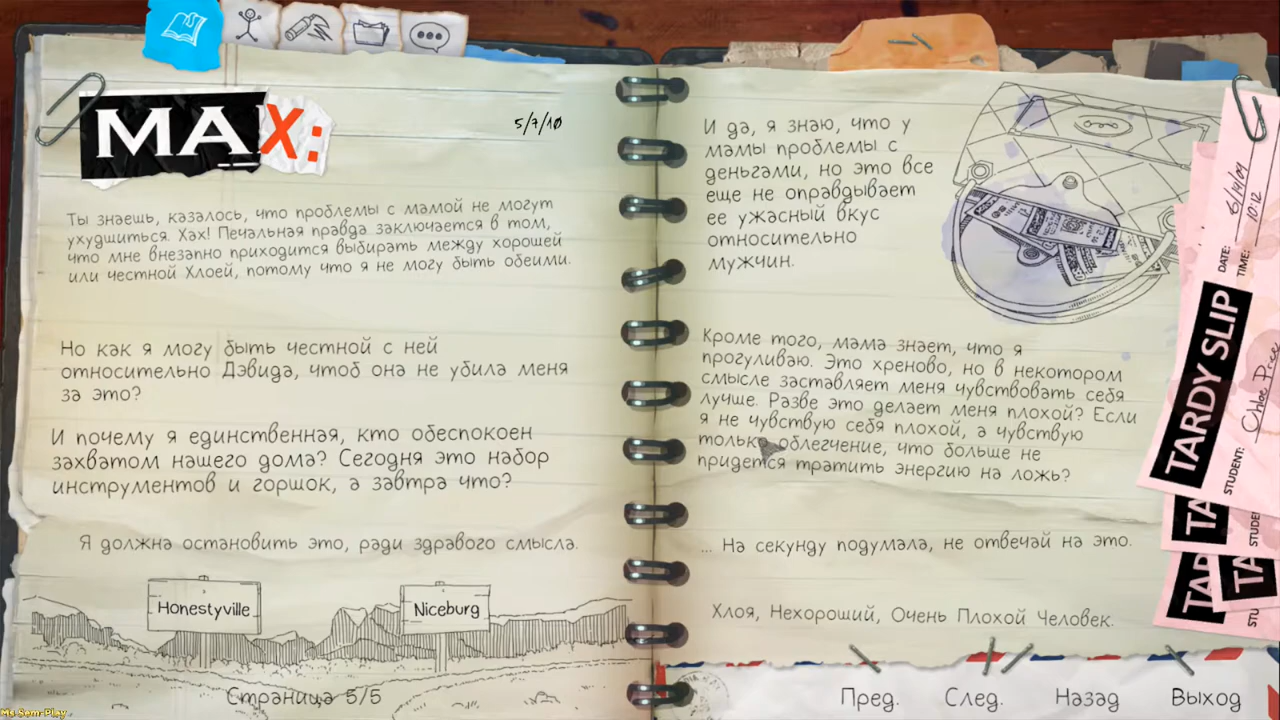 MAX:
5/7/10
Ты знаешь, казалось, что проблемы с мамой не могут
ухудшиться. Хах! Печальная правда заключается в том,
что мне внезапно приходится выбирать между хорошей
или честной Хлоей, потому что я не могу быть обеими.
Но как я могу быть честной с ней
относительно Дэвида, чтоб она не убила меня
за это?
И почему я единственная, кто обеспокоен
захватом нашего дома? Сегодня это набор
инструментов и горшок, а завтра что?
Я должна остановить это, ради здравого смысла.
Honestyville
Niceburg
Страница 5/5
И да, я знаю, что у
мамы проблемы с
деньгами, но это все
еще не оправдывает
ее ужасный вкус
относительно
мужчин.
Кроме того, мама знает, что я
прогуливаю. Это хреново, но в некотором
смысле заставляет меня чувствовать себя
лучше. Разве это делает меня плохой? Если
я не чувствую себя плохой, а чувствую
только облегчение, что больше не
придется тратить энергию на ложь?
... На секунду подумала, не отвечай на это.
Хлоя, Нехороший, Очень Плохой Человек.
TARDY SLIP
DATE:
TIME: 10:12
STUDENT: Chloe Price
TAR
STUDE
TARD
TA
STU
Пред.
След.
Назад
Выход
Ms Sem-Play